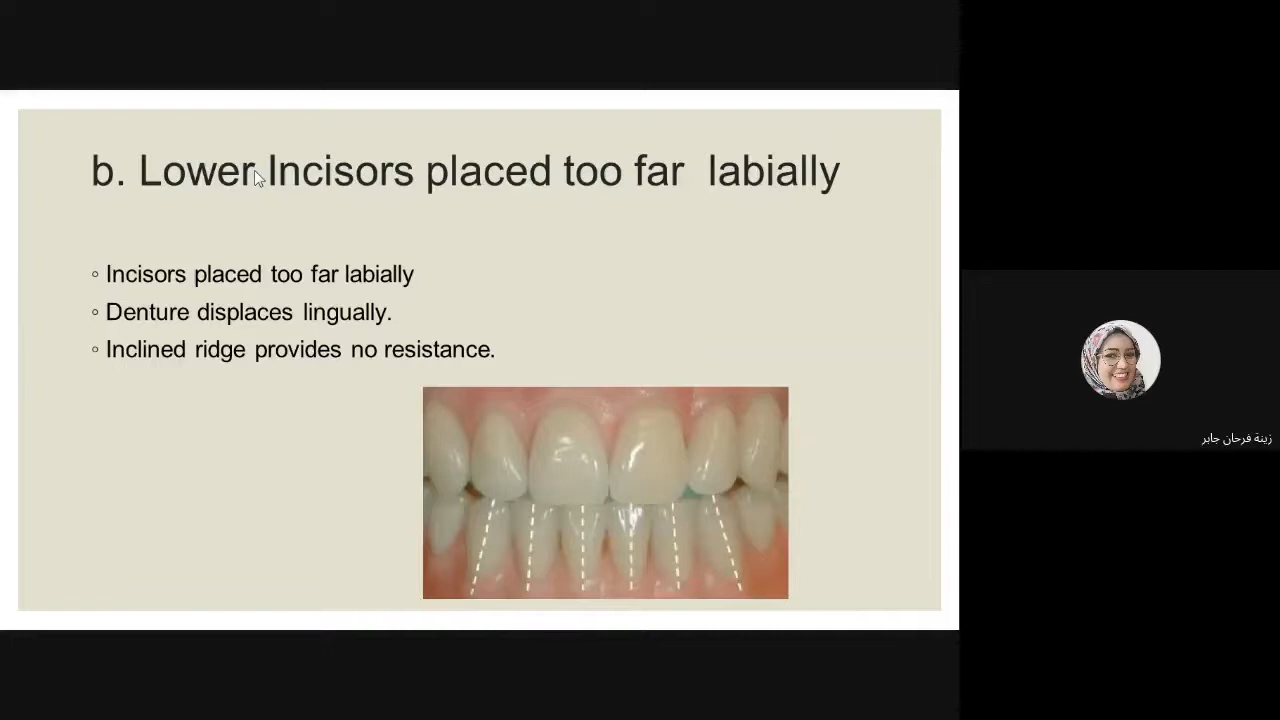 b. Lower Incisors placed too far labially
◦ Incisors placed too far labially
◦ Denture displaces lingually.
◦ Inclined ridge provides no resistance.
زينة فرحان جابر